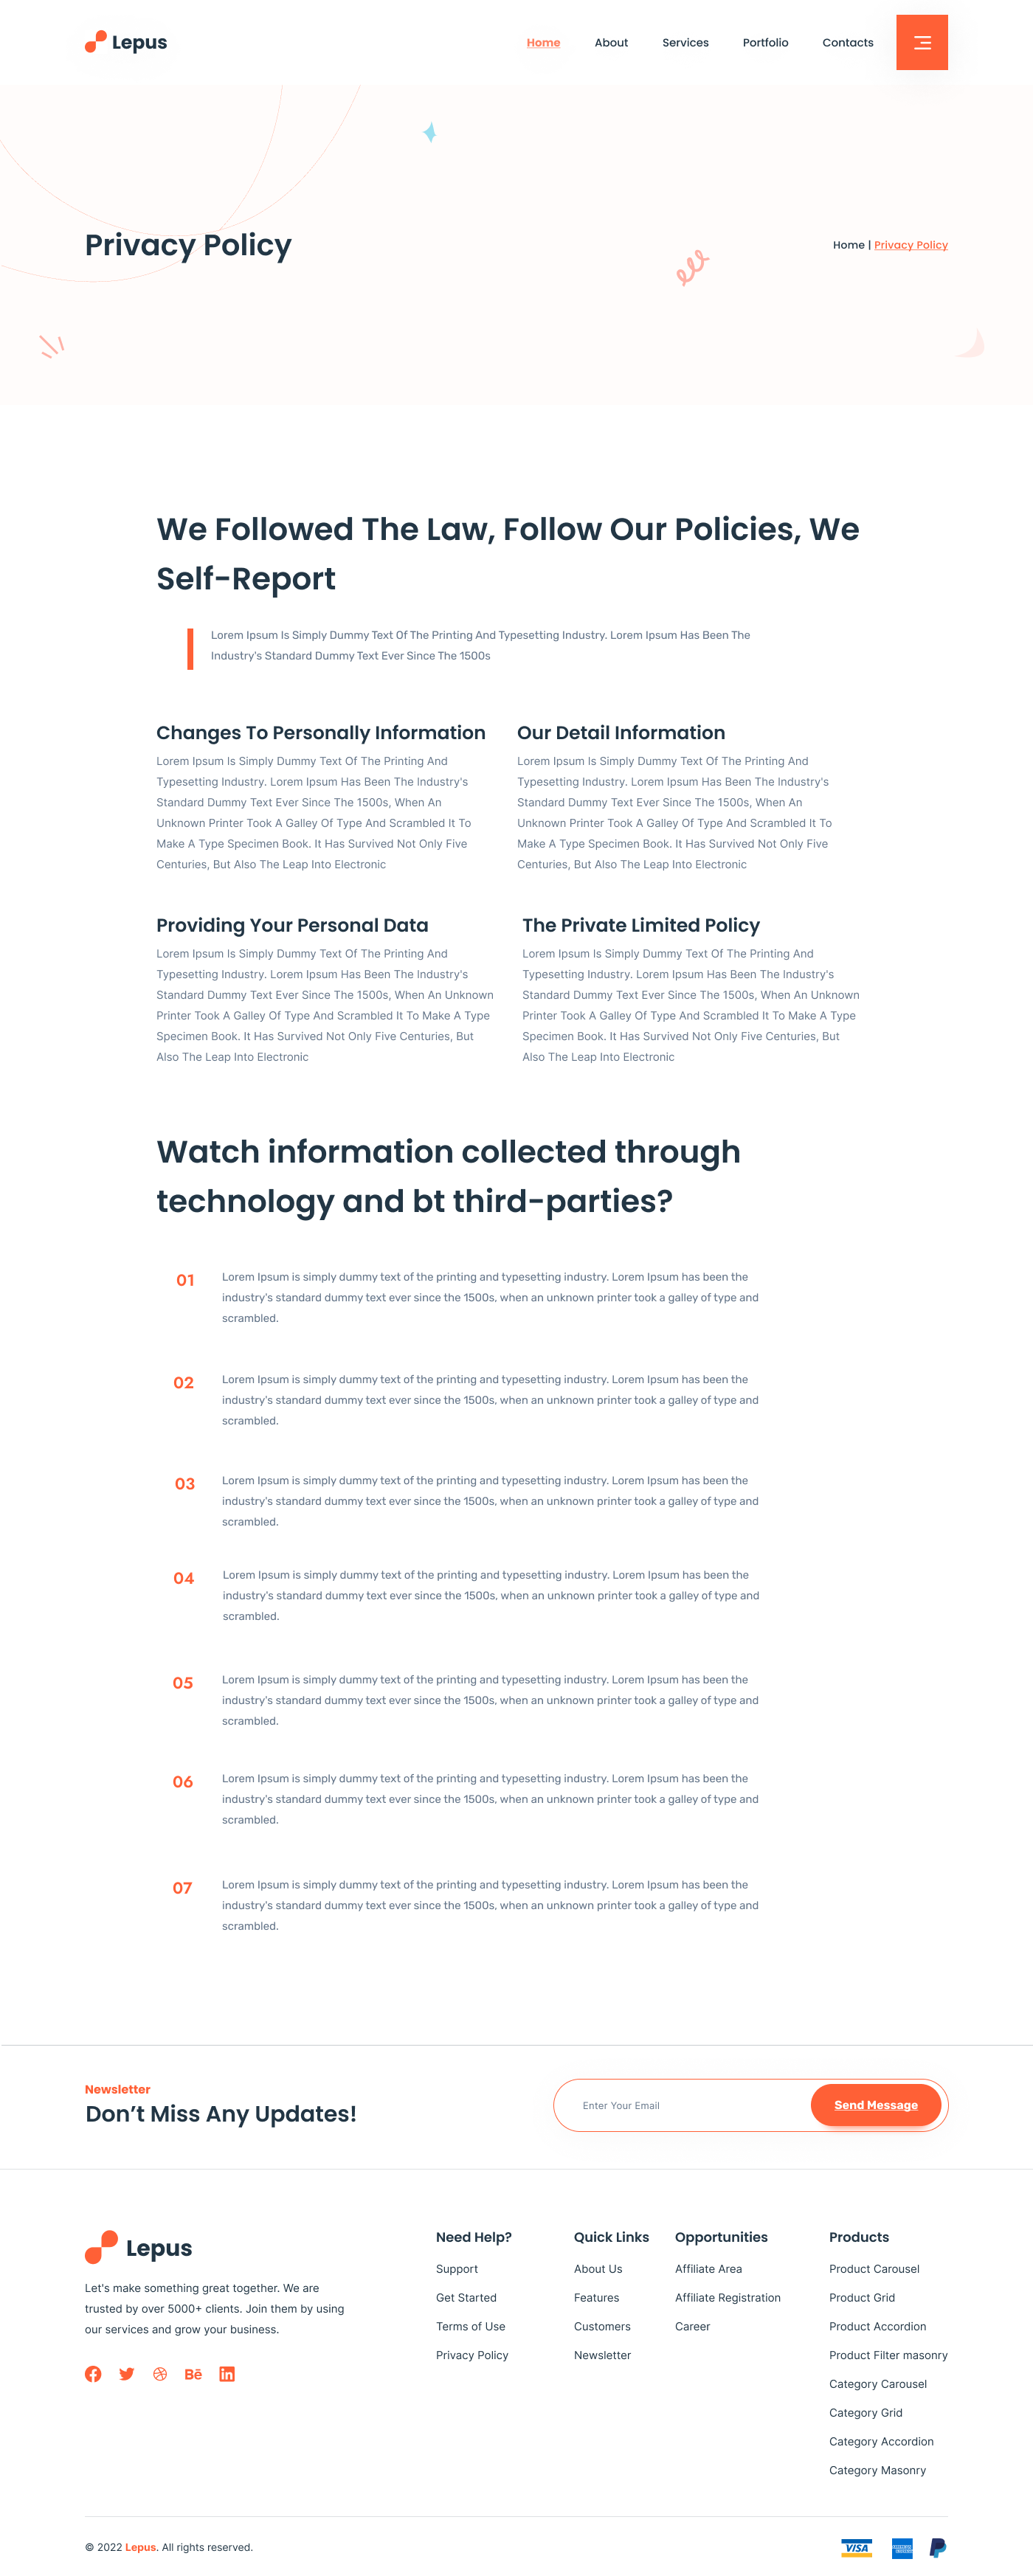 Lepus
Home About Services Portfolio Contacts
Privacy Policy
Home | Privacy Policy
We Followed The Law, Follow Our Policies, We
Self-Report
Lorem Ipsum Is Simply Dummy Text Of The Printing And Typesetting Industry. Lorem Ipsum Has Been The
Industry's Standard Dummy Text Ever Since The 1500s
Changes To Personally Information
Lorem Ipsum Is Simply Dummy Text Of The Printing And
Typesetting Industry. Lorem Ipsum Has Been The Industry's
Standard Dummy Text Ever Since The 1500s, When An
Unknown Printer Took A Galley Of Type And Scrambled It To
Make A Type Specimen Book. It Has Survived Not Only Five
Centuries, But Also The Leap Into Electronic
Our Detail Information
Lorem Ipsum Is Simply Dummy Text Of The Printing And
Typesetting Industry. Lorem Ipsum Has Been The Industry's
Standard Dummy Text Ever Since The 1500s, When An
Unknown Printer Took A Galley Of Type And Scrambled It To
Make A Type Specimen Book. It Has Survived Not Only Five
Centuries, But Also The Leap Into Electronic
Providing Your Personal Data
Lorem Ipsum Is Simply Dummy Text Of The Printing And
Typesetting Industry. Lorem Ipsum Has Been The Industry's
Standard Dummy Text Ever Since The 1500s, When An Unknown
Printer Took A Galley Of Type And Scrambled It To Make A Type
Specimen Book. It Has Survived Not Only Five Centuries, But
Also The Leap Into Electronic
The Private Limited Policy
Lorem Ipsum Is Simply Dummy Text Of The Printing And
Typesetting Industry. Lorem Ipsum Has Been The Industry's
Standard Dummy Text Ever Since The 1500s, When An Unknown
Printer Took A Galley Of Type And Scrambled It To Make A Type
Specimen Book. It Has Survived Not Only Five Centuries, But
Also The Leap Into Electronic
Watch information collected through
technology and bt third-parties?
01
Lorem Ipsum is simply dummy text of the printing and typesetting industry. Lorem Ipsum has been the
industry's standard dummy text ever since the 1500s, when an unknown printer took a galley of type and
scrambled.
02
Lorem Ipsum is simply dummy text of the printing and typesetting industry. Lorem Ipsum has been the
industry's standard dummy text ever since the 1500s, when an unknown printer took a galley of type and
scrambled.
03
Lorem Ipsum is simply dummy text of the printing and typesetting industry. Lorem Ipsum has been the
industry's standard dummy text ever since the 1500s, when an unknown printer took a galley of type and
scrambled.
04
Lorem Ipsum is simply dummy text of the printing and typesetting industry. Lorem Ipsum has been the
industry's standard dummy text ever since the 1500s, when an unknown printer took a galley of type and
scrambled.
05
Lorem Ipsum is simply dummy text of the printing and typesetting industry. Lorem Ipsum has been the
industry's standard dummy text ever since the 1500s, when an unknown printer took a galley of type and
scrambled.
06
Lorem Ipsum is simply dummy text of the printing and typesetting industry. Lorem Ipsum has been the
industry's standard dummy text ever since the 1500s, when an unknown printer took a galley of type and
scrambled.
07
Lorem Ipsum is simply dummy text of the printing and typesetting industry. Lorem Ipsum has been the
industry's standard dummy text ever since the 1500s, when an unknown printer took a galley of type and
scrambled.
Newsletter
Don't Miss Any Updates!
Enter Your Email
Send Message
Lepus
Let's make something great together. We are
trusted by over 5000+ clients. Join them by using
our services and grow your business.
Bē
in
Need Help?
Support
Get Started
Terms of Use
Privacy Policy
Quick Links
About Us
Features
Customers
Newsletter
Opportunities
Affiliate Area
Affiliate Registration
Career
Products
Product Carousel
Product Grid
Product Accordion
Product Filter masonry
Category Carousel
Category Grid
Category Accordion
Category Masonry
© 2022 Lepus. All rights reserved.
VISA